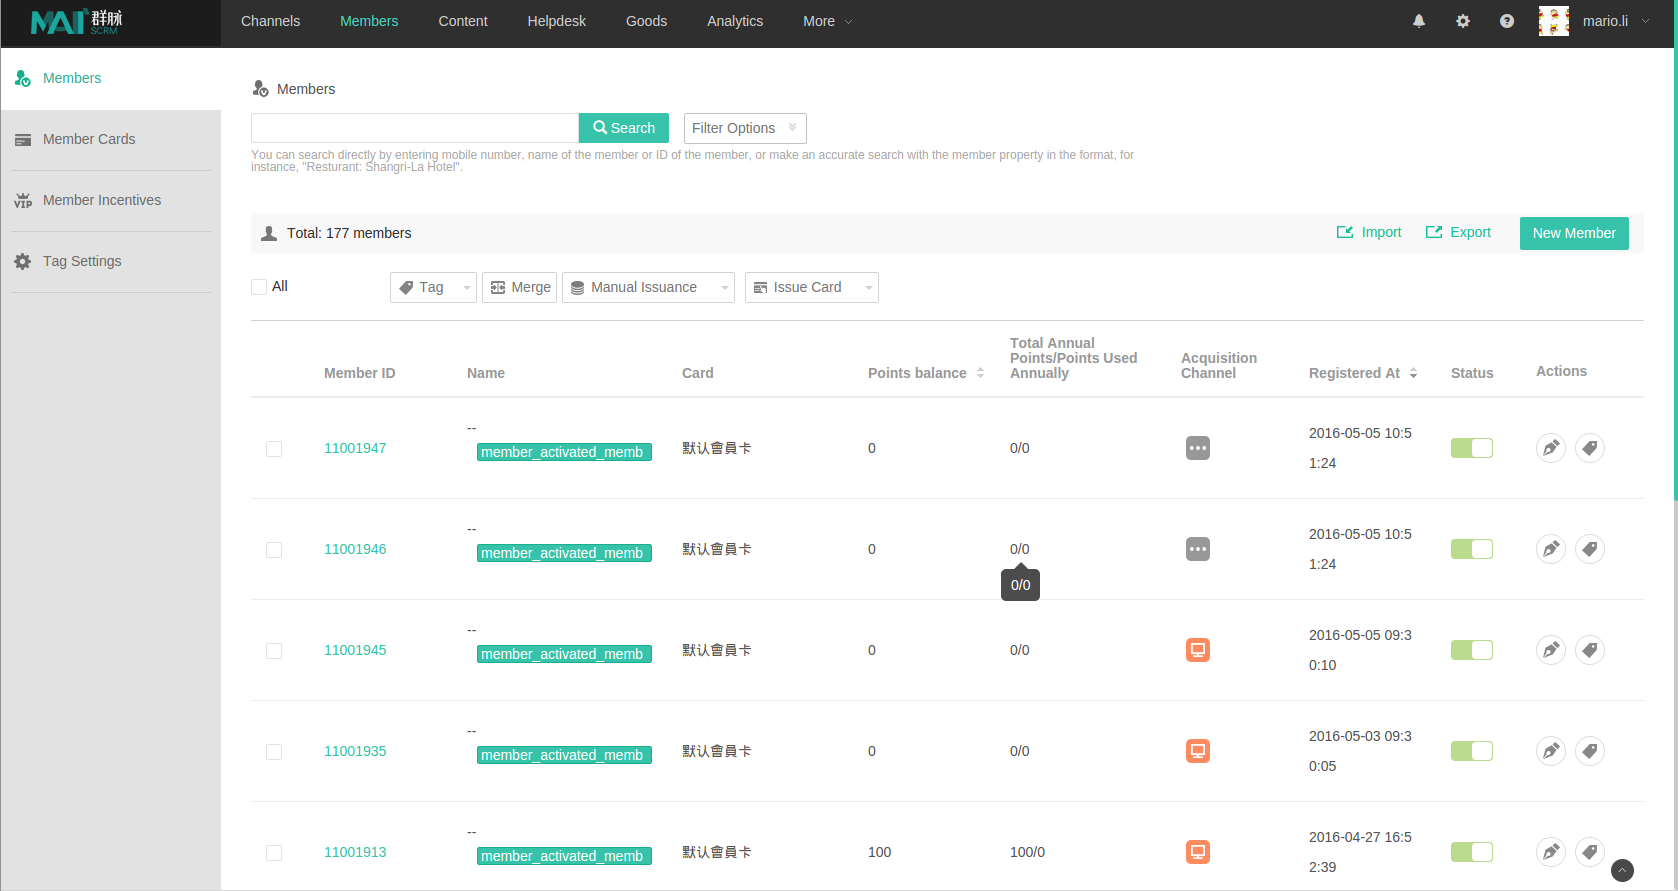 MAI 群脉 SCRM
Channels
Members
Content
Helpdesk
Goods
Analytics
More
mario.li
Members
Member Cards
VIP Member Incentives
Tag Settings
Members
Search
Filter Options
You can search directly by entering mobile number, name of the member or ID of the member, or make an accurate search with the member property in the format, for
instance, "Resturant: Shangri-La Hotel".
Total: 177 members
Import
Export
New Member
All
Tag
Merge
Manual Issuance
Issue Card
Member ID
Name
Card
Points balance
Total Annual
Points/Points Used
Annually
Acquisition
Channel
Registered At
Status
Actions
11001947
--
member_activated_memb
默认會員卡
0
0/0
2016-05-05 10:5
1:24
11001946
--
member_activated_memb
默认會員卡
0
0/0
0/0
2016-05-05 10:5
1:24
11001945
--
member_activated_memb
默认會員卡
0
0/0
2016-05-05 09:3
0:10
11001935
--
member_activated_memb
默认會員卡
0
0/0
2016-05-03 09:3
0:05
11001913
--
member_activated_memb
默认會員卡
100
100/0
2016-04-27 16:5
2:39